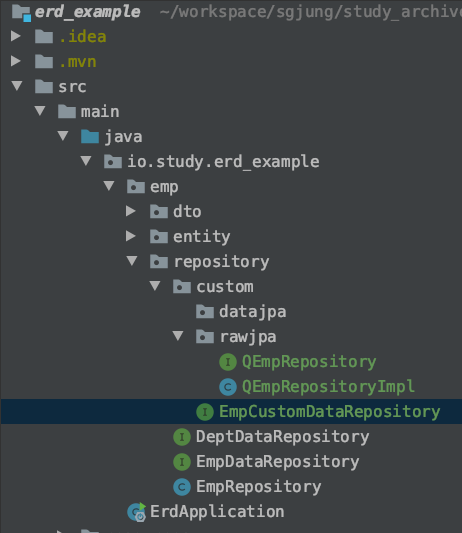 erd_example ~/workspace/sgjung/study_archive
.idea
.mvn
src
main
java
io.study.erd_example
emp
dto
entity
repository
custom
datajpa
rawjpa
I QEmpRepository
C QEmpRepositoryImpl
I EmpCustomDataRepository
I DeptDataRepository
I EmpDataRepository
C EmpRepository
ErdApplication